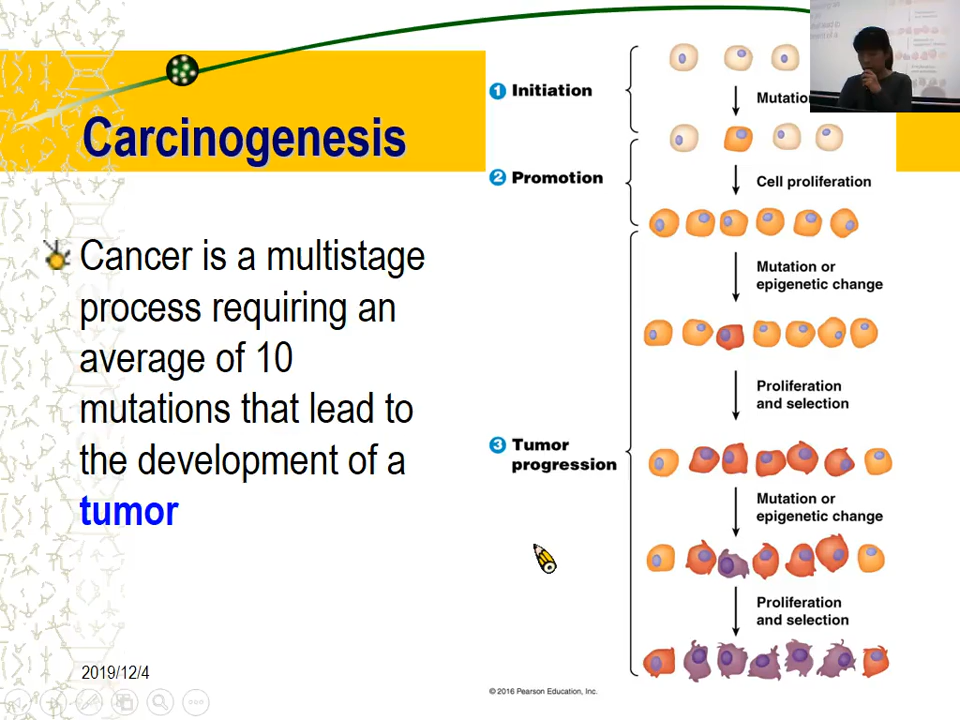 Carcinogenesis
Cancer is a multistage
process requiring an
average of 10
mutations that lead to
the development of a
tumor
2019/12/4
1 Initiation
Mutation
2 Promotion
Cell proliferation
Mutation or
epigenetic change
Proliferation
and selection
3 Tumor
progression
Mutation or
epigenetic change
Proliferation
and selection
© 2016 Pearson Education, Inc.